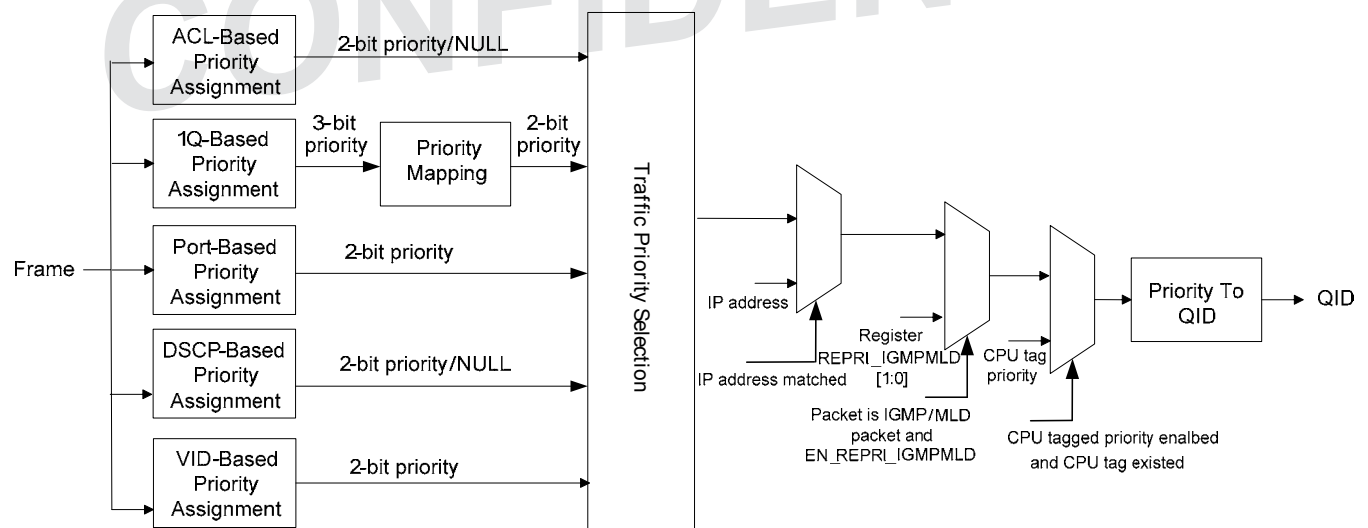 CONFIDEN
ACL-Based
Priority
Assignment
2-bit priority/NULL
1Q-Based
Priority
Assignment
3-bit
priority
Priority
Mapping
2-bit
priority
Port-Based
Priority
Assignment
2-bit priority
Frame
DSCP-Based
Priority
Assignment
2-bit priority/NULL
VID-Based
Priority
Assignment
2-bit priority
Traffic Priority Selection
IP address
IP address matched
Register
REPRI_IGMPMLD
[1:0]
Packet is IGMP/MLD
packet and
EN_REPRI_IGMPMLD
CPU tag
priority
CPU tagged priority enalbed
and CPU tag existed
Priority To
QID
QID